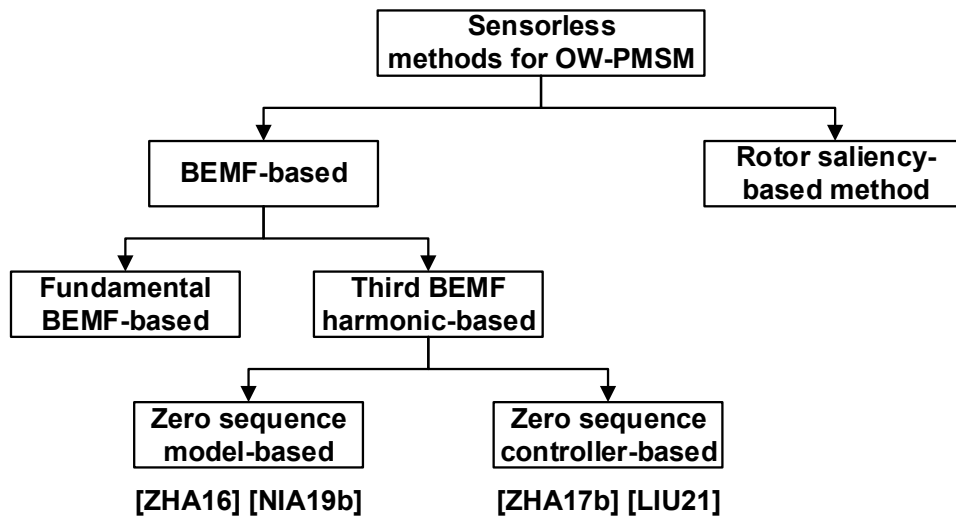 Sensorless
methods for OW-PMSM
BEMF-based
Rotor saliency-
based method
Fundamental
BEMF-based
Third BEMF
harmonic-based
Zero sequence
model-based
Zero sequence
controller-based
[ZHA16] [NIA19b]
[ZHA17b] [LIU21]